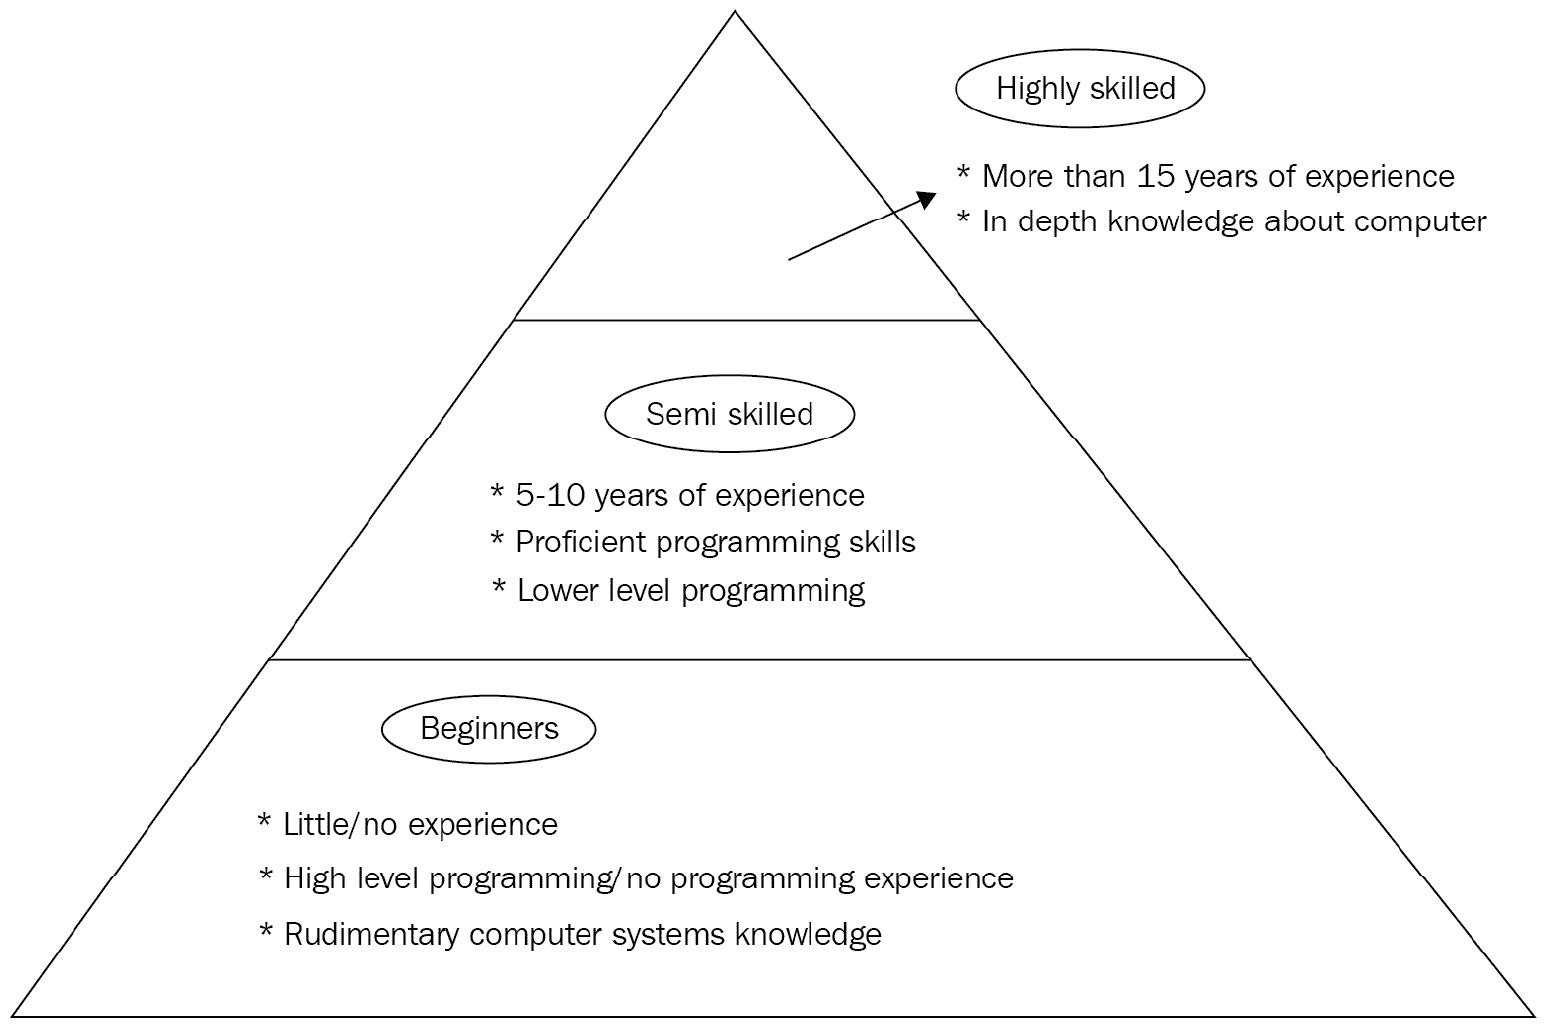 Highly skilled
* More than 15 years of experience
* In depth knowledge about computer
Semi skilled
* 5-10 years of experience
* Proficient programming skills
* Lower level programming
Beginners
* Little/no experience
* High level programming/no programming experience
* Rudimentary computer systems knowledge